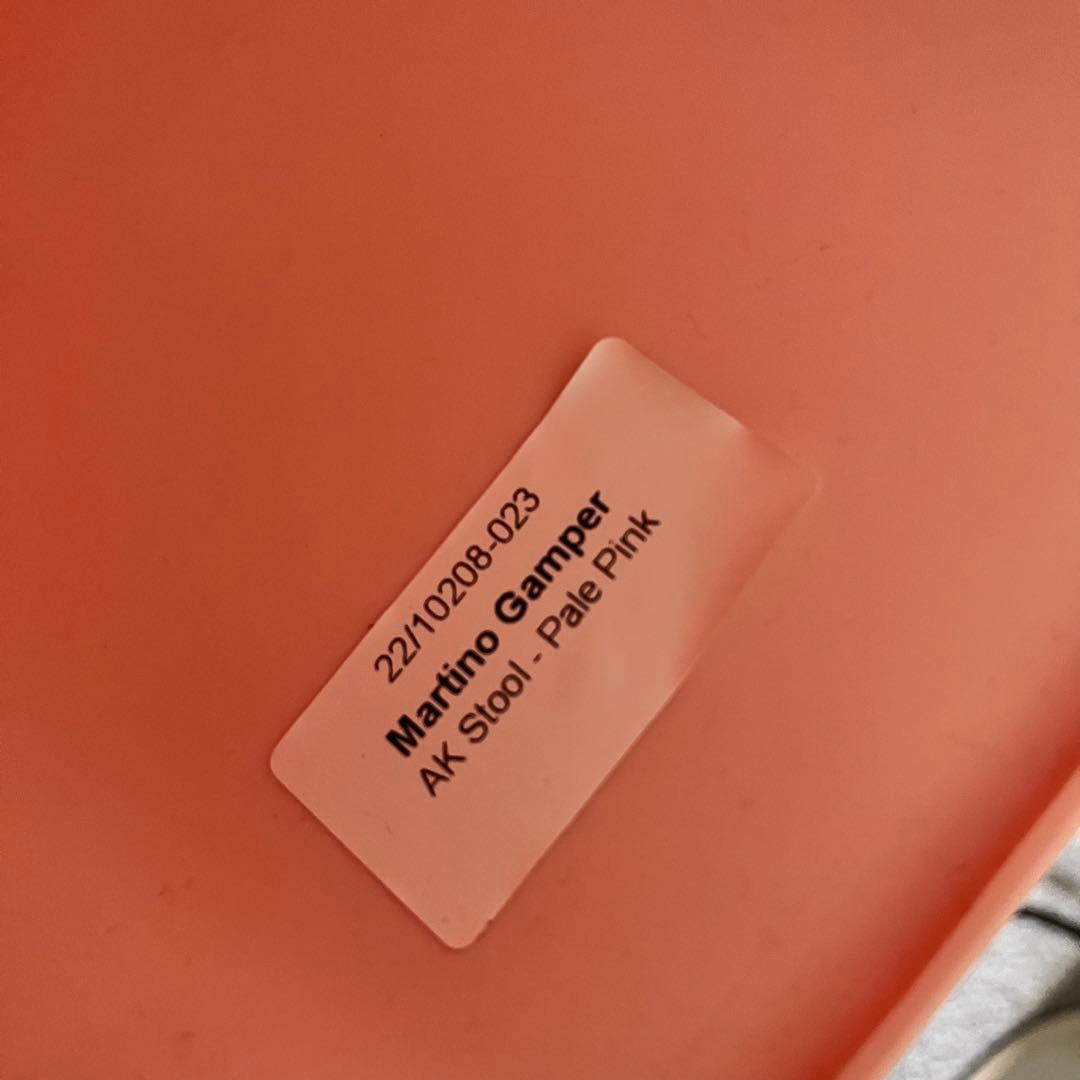 22/10208-023
Martino Gamper
AK Stool - Pale Pink